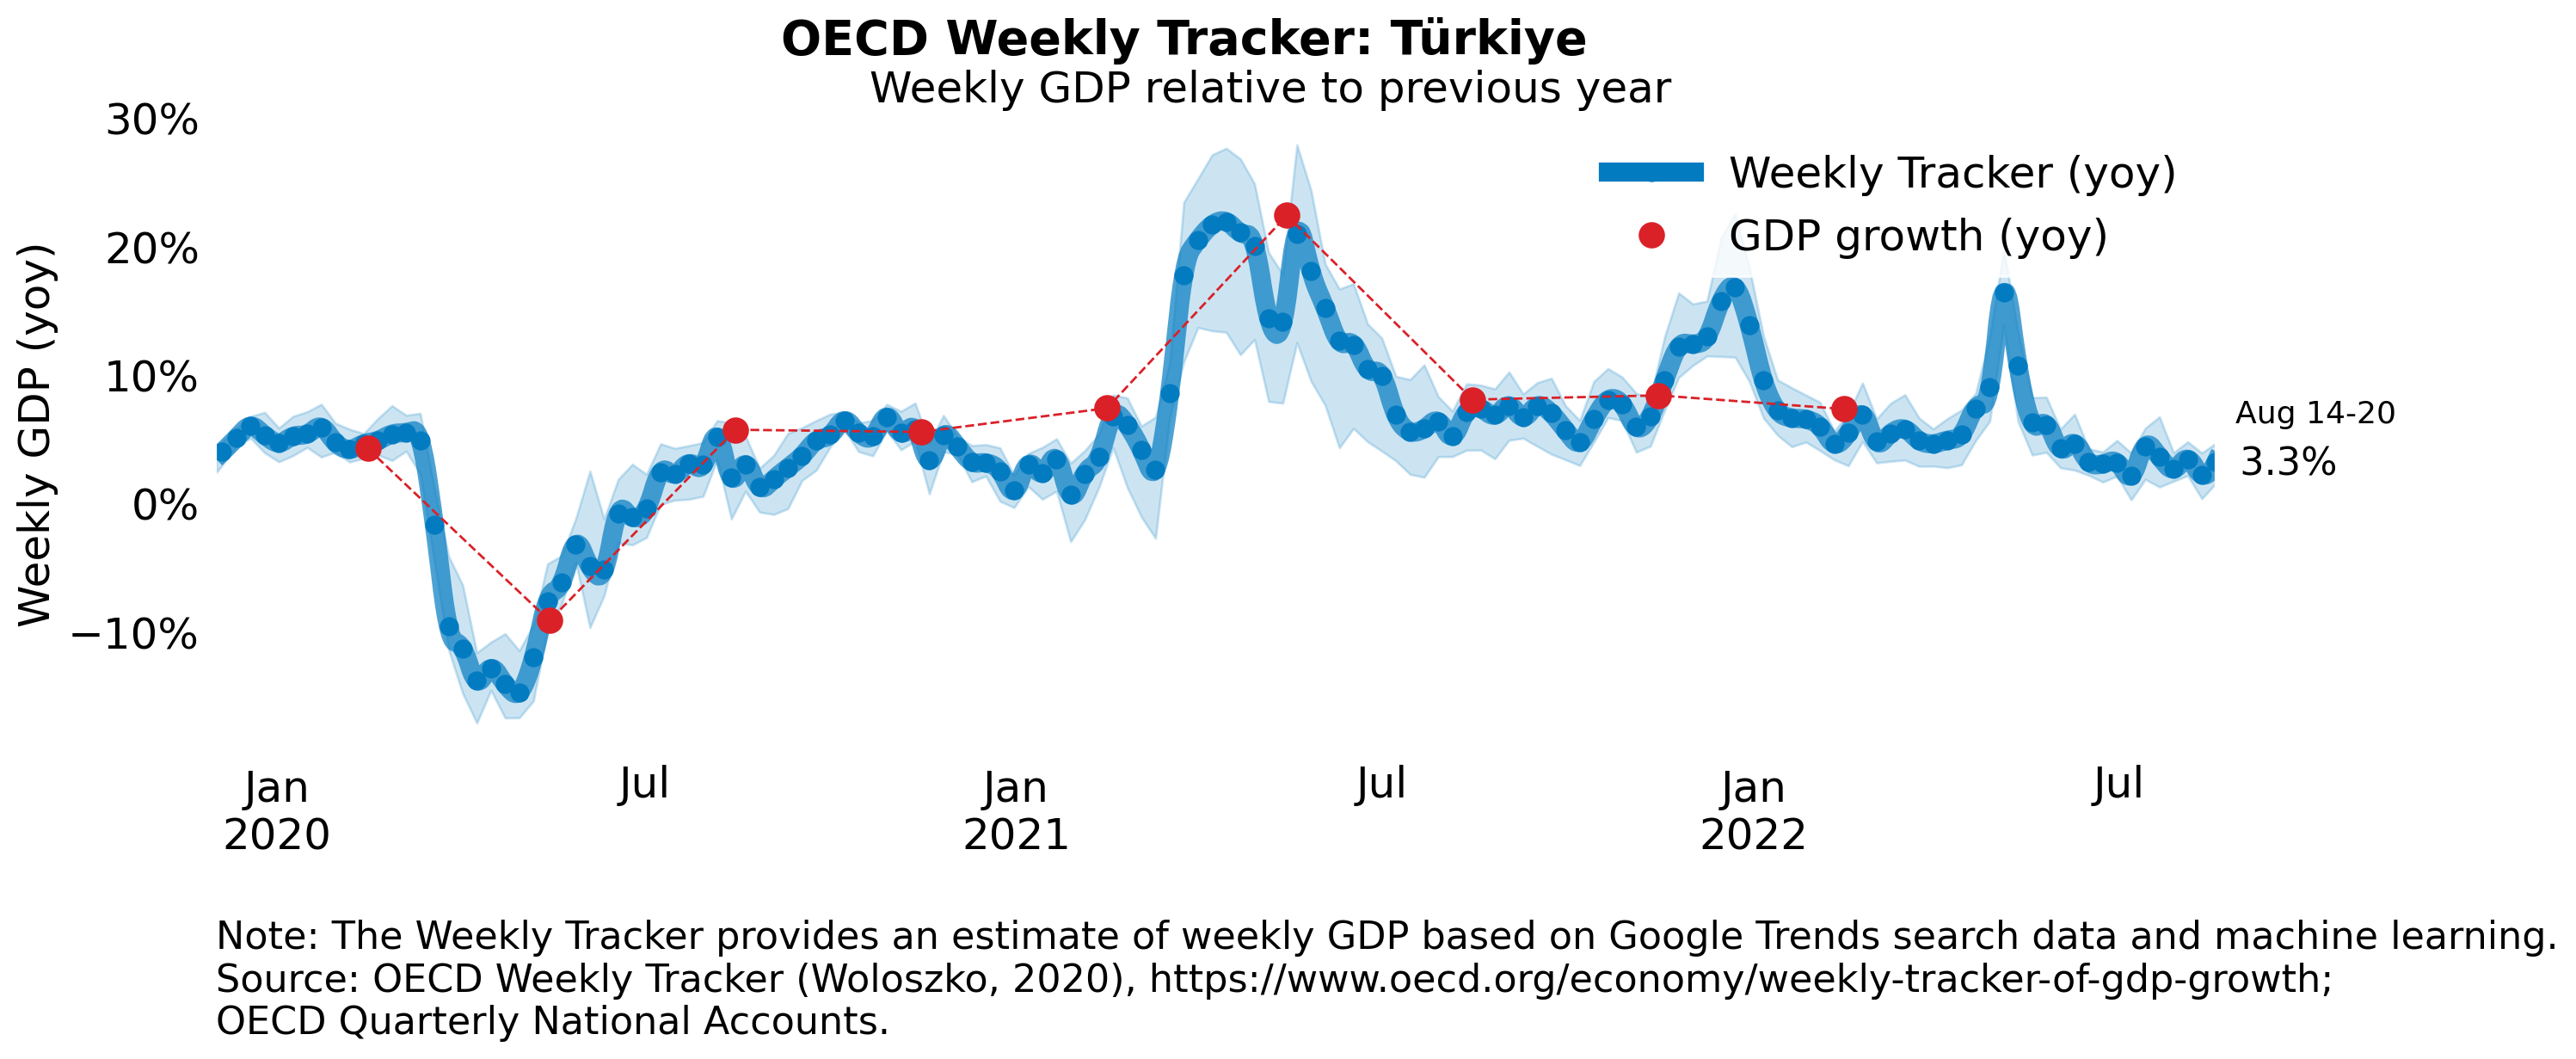 OECD Weekly Tracker: Türkiye
Weekly GDP relative to previous year
Weekly GDP (yoy)
30%
20%
10%
0%
−10%
Weekly Tracker (yoy)
GDP growth (yoy)
Aug 14-20
3.3%
Jan
2020
Jul
Jan
2021
Jul
Jan
2022
Jul
Note: The Weekly Tracker provides an estimate of weekly GDP based on Google Trends search data and machine learning.
Source: OECD Weekly Tracker (Woloszko, 2020), https://www.oecd.org/economy/weekly-tracker-of-gdp-growth;
OECD Quarterly National Accounts.